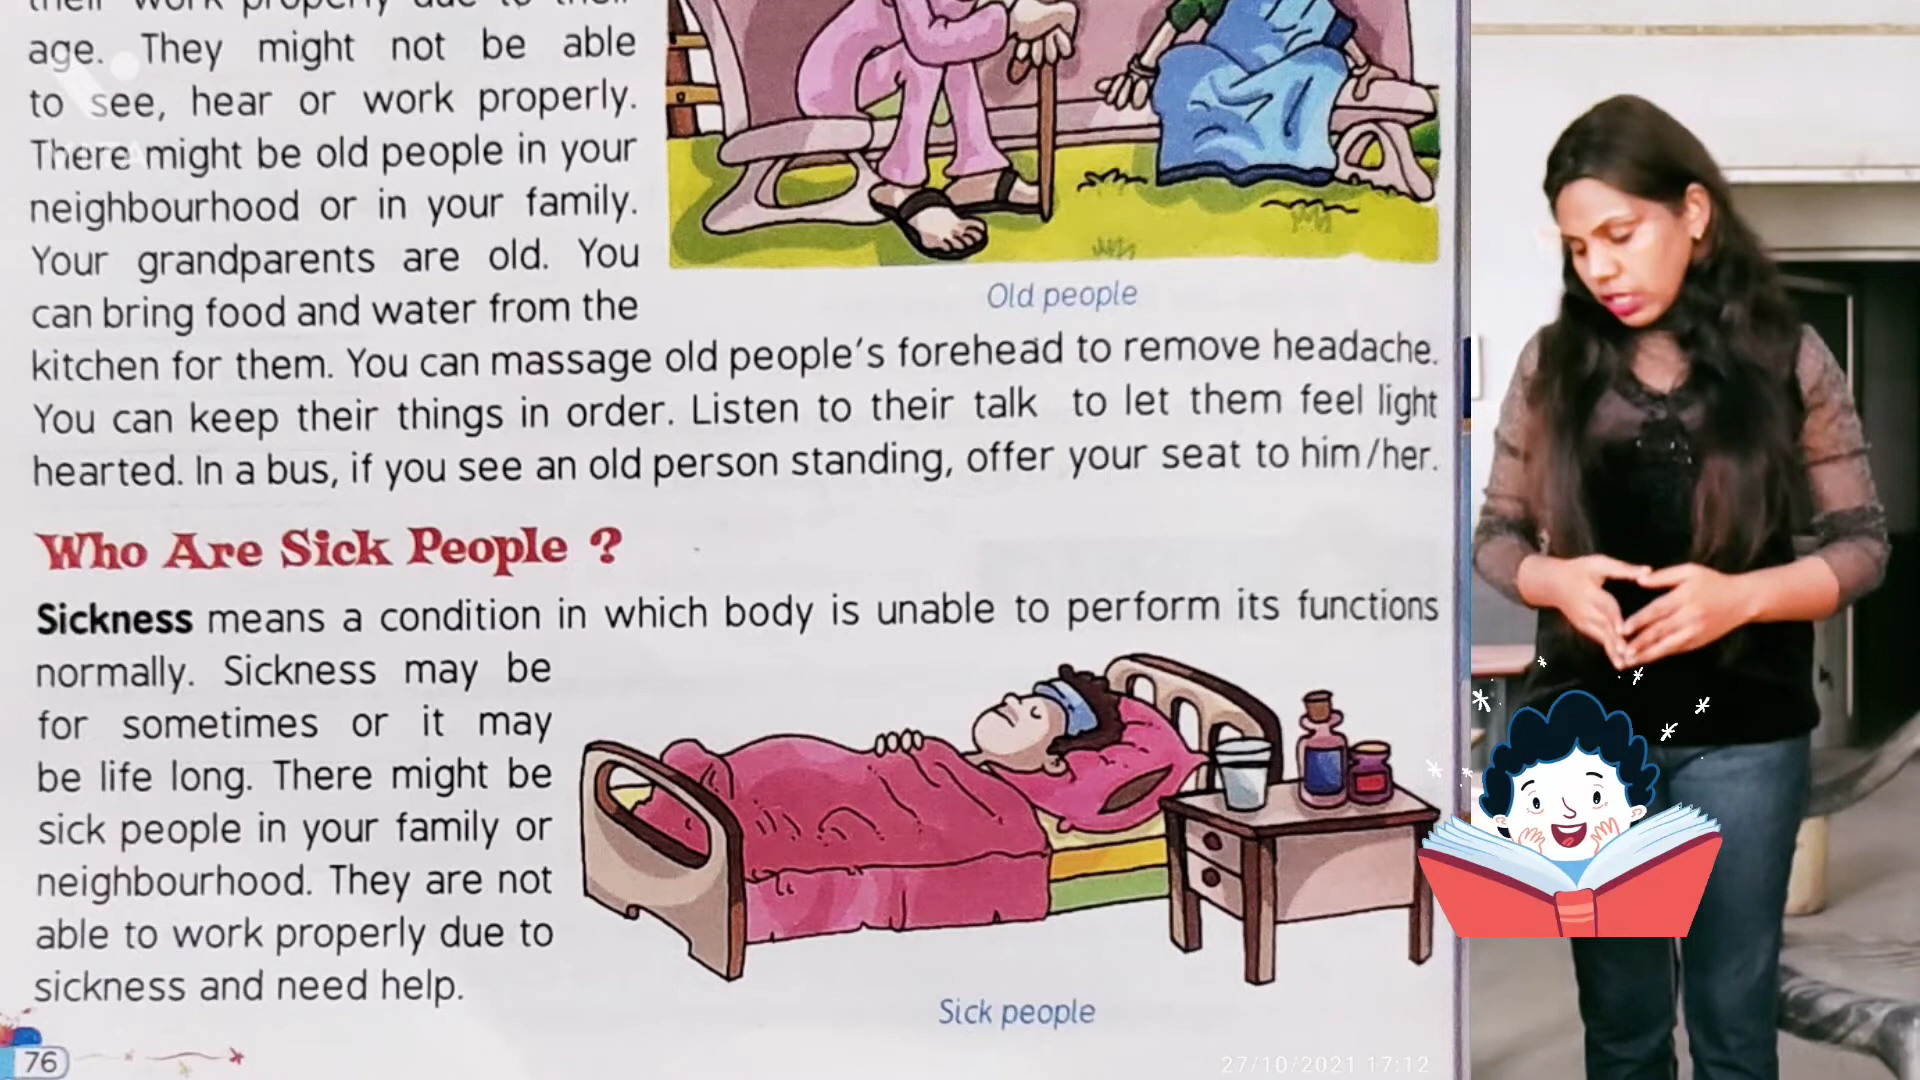 their work properly due to their
age. They might not be able
to see, hear or work properly.
There might be old people in your
neighbourhood or in your family.
Your grandparents are old. You
can bring food and water from the
Old people
kitchen for them. You can massage old people's forehead to remove headache.
You can keep their things in order. Listen to their talk to let them feel light
hearted. In a bus, if you see an old person standing, offer your seat to him/her.
Who Are Sick People ?
Sickness means a condition in which body is unable to perform its functions
normally. Sickness may be
for sometimes or it may
be life long. There might be
sick people in your family or
neighbourhood. They are not
able to work properly due to
sickness and need help.
Sick people
76
27/10/2021 17:12